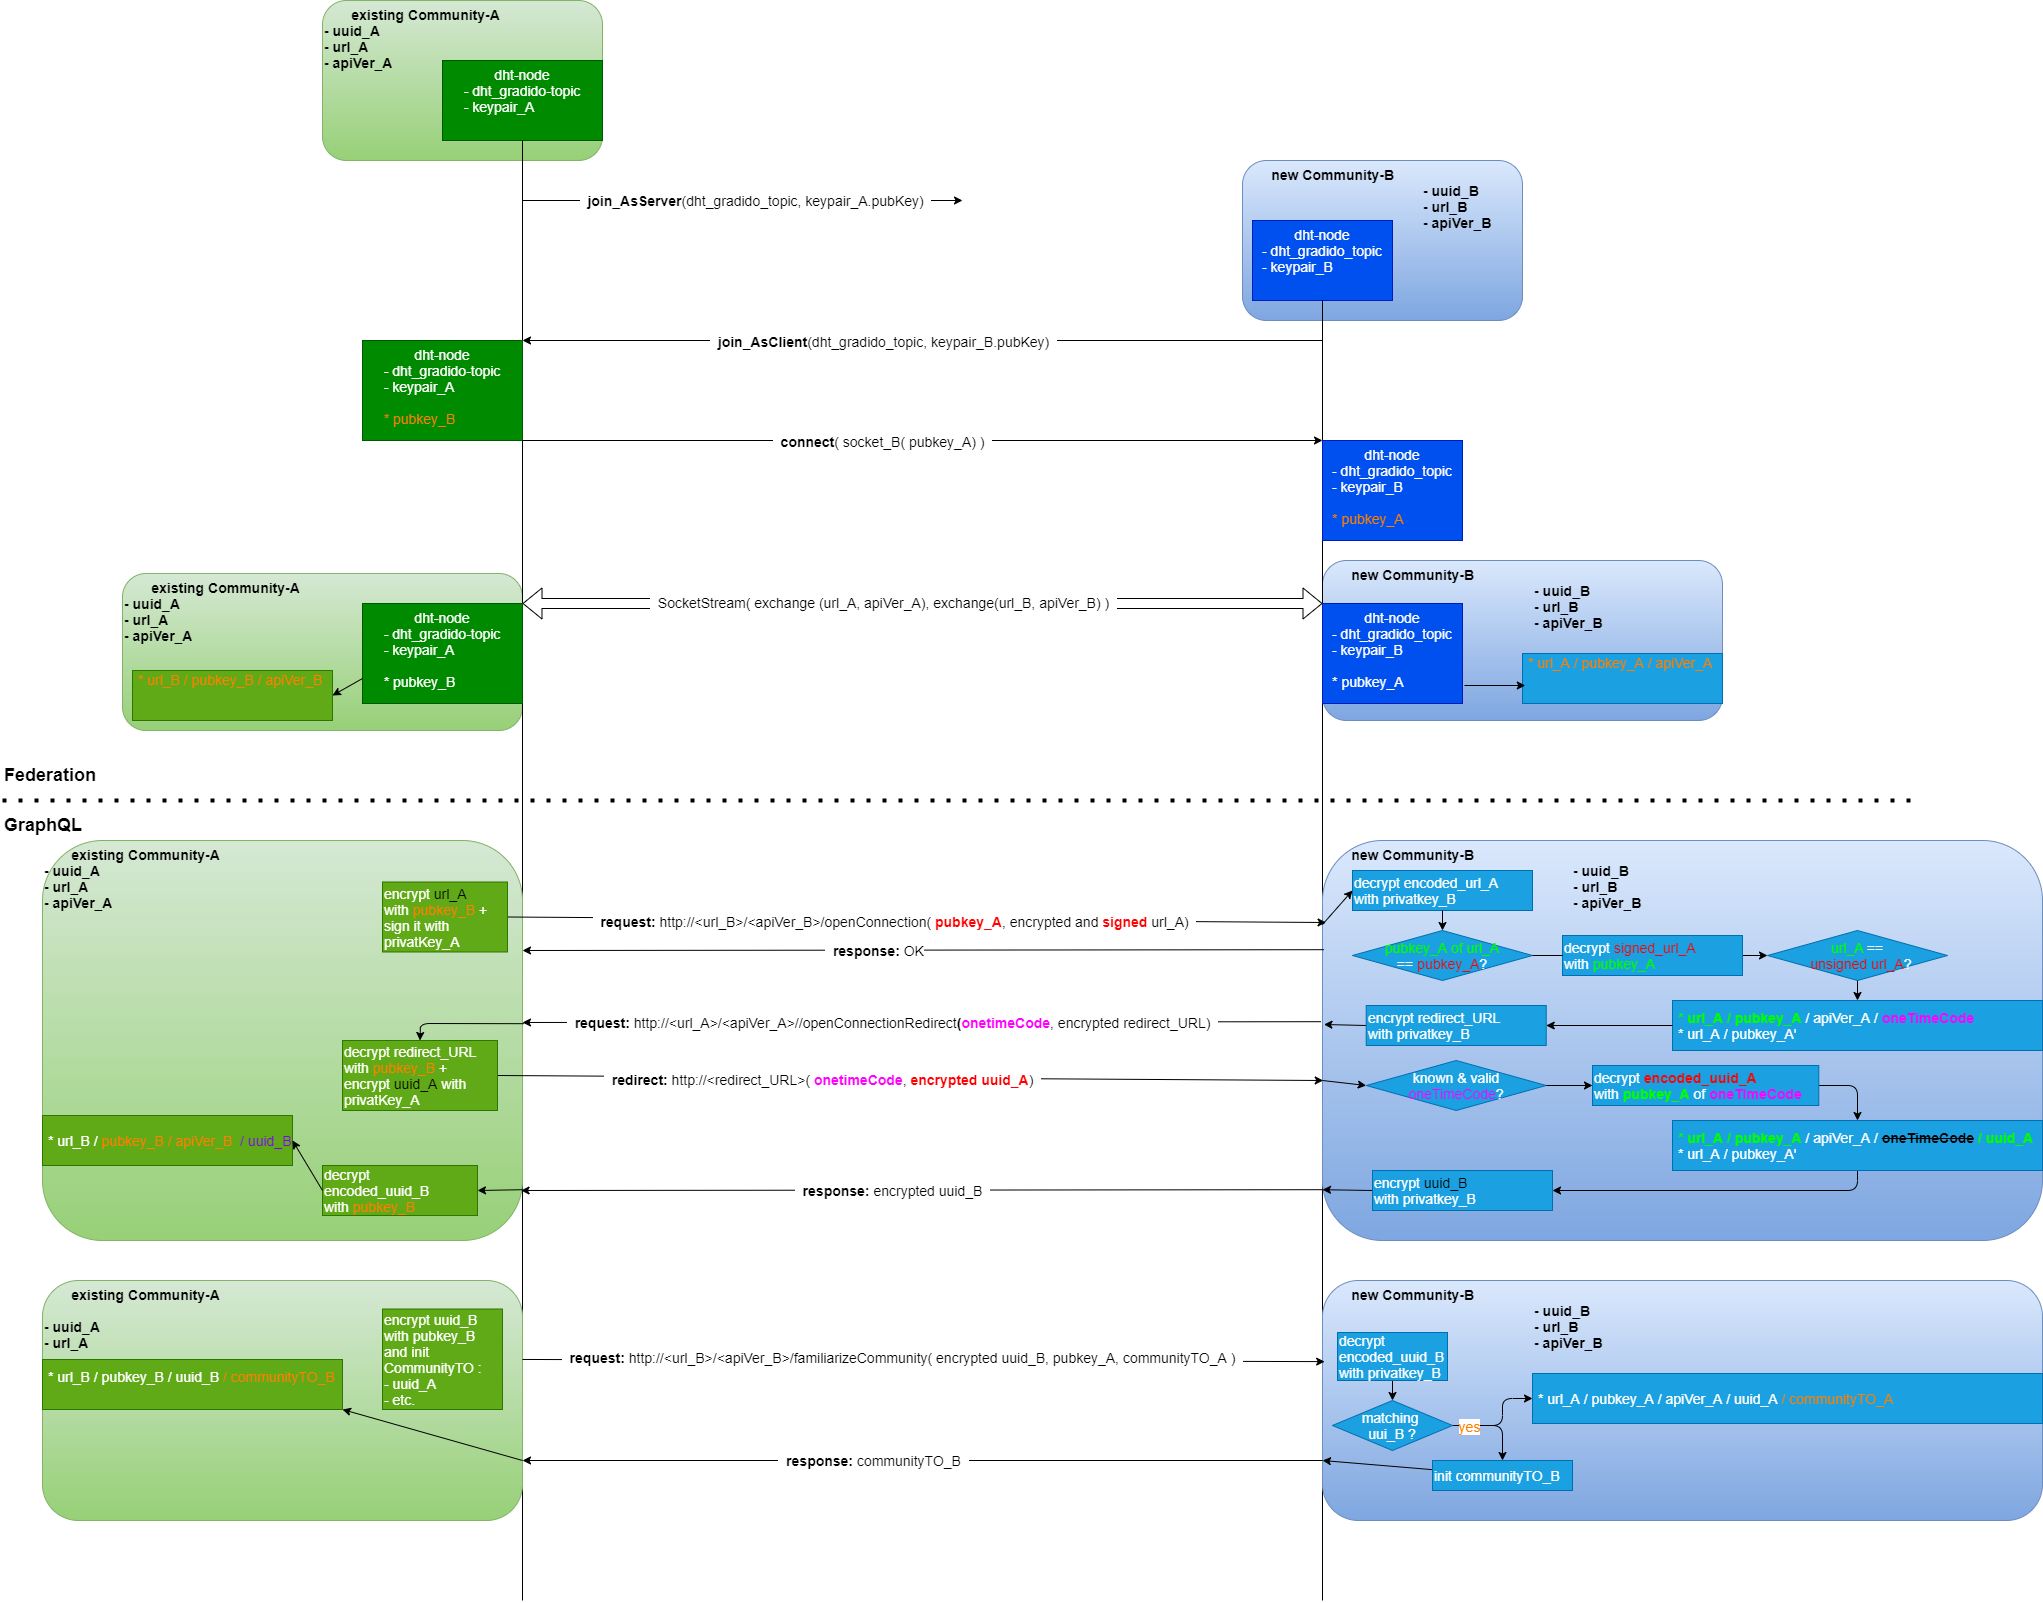 existing Community-A
- uuid_A
- url_A
- apiVer_A
dht-node
- dht_gradido-topic
- keypair_A
join_AsServer(dht_gradido_topic, keypair_A.pubKey)
new Community-B
- uuid_B
- url_B
- apiVer_B
dht-node
- dht_gradido_topic
- keypair_B
join_AsClient(dht_gradido_topic, keypair_B.pubKey)
dht-node
- dht_gradido-topic
- keypair_A
* pubkey_B
connect( socket_B( pubkey_A) )
dht-node
- dht_gradido_topic
- keypair_B
* pubkey_A
existing Community-A
- uuid_A
- url_A
- apiVer_A
dht-node
- dht_gradido-topic
- keypair_A
* pubkey_B
* url_B / pubkey_B / apiVer_B
SocketStream( exchange (url_A, apiVer_A), exchange(url_B, apiVer_B) )
new Community-B
- uuid_B
- url_B
- apiVer_B
dht-node
- dht_gradido_topic
- keypair_B
* pubkey_A
* url_A / pubkey_A / apiVer_A
Federation
GraphQL
existing Community-A
- uuid_A
- url_A
- apiVer_A
encrypt url_A
with pubkey_B +
sign it with
privatKey_A
request: http://<url_B>/<apiVer_B>/openConnection( pubkey_A, encrypted and signed url_A)
response: OK
new Community-B
- uuid_B
- url_B
- apiVer_B
decrypt encoded_url_A
with privatkey_B
pubkey_A of url_A
== pubkey_A?
decrypt signed_url_A
with pubkey_A
url_A ==
unsigned url_A?
* url_A / pubkey_A / apiVer_A / oneTimeCode
* url_A / pubkey_A'
encrypt redirect_URL
with privatkey_B
request: http://<url_A>/<apiVer_A>//openConnectionRedirect(onetimeCode, encrypted redirect_URL)
decrypt redirect_URL
with pubkey_B +
encrypt uuid_A with
privatKey_A
redirect: http://<redirect_URL>( onetimeCode, encrypted uuid_A)
known & valid
oneTimeCode?
decrypt encoded_uuid_A
with pubkey_A of oneTimeCode
* url_A / pubkey_A / apiVer_A / oneTimeCode / uuid_A
* url_A / pubkey_A'
encrypt uuid_B
with privatkey_B
response: encrypted uuid_B
decrypt
encoded_uuid_B
with pubkey_B
* url_B / pubkey_B / apiVer_B / uuid_B
existing Community-A
- uuid_A
- url_A
encrypt uuid_B
with pubkey_B
and init
CommunityTO :
- uuid_A
- etc.
* url_B / pubkey_B / uuid_B / communityTO_B
request: http://<url_B>/<apiVer_B>/familiarizeCommunity( encrypted uuid_B, pubkey_A, communityTO_A )
new Community-B
- uuid_B
- url_B
- apiVer_B
decrypt
encoded_uuid_B
with privatkey_B
matching
uui_B ?
yes
* url_A / pubkey_A / apiVer_A / uuid_A / communityTO_A
init communityTO_B
response: communityTO_B